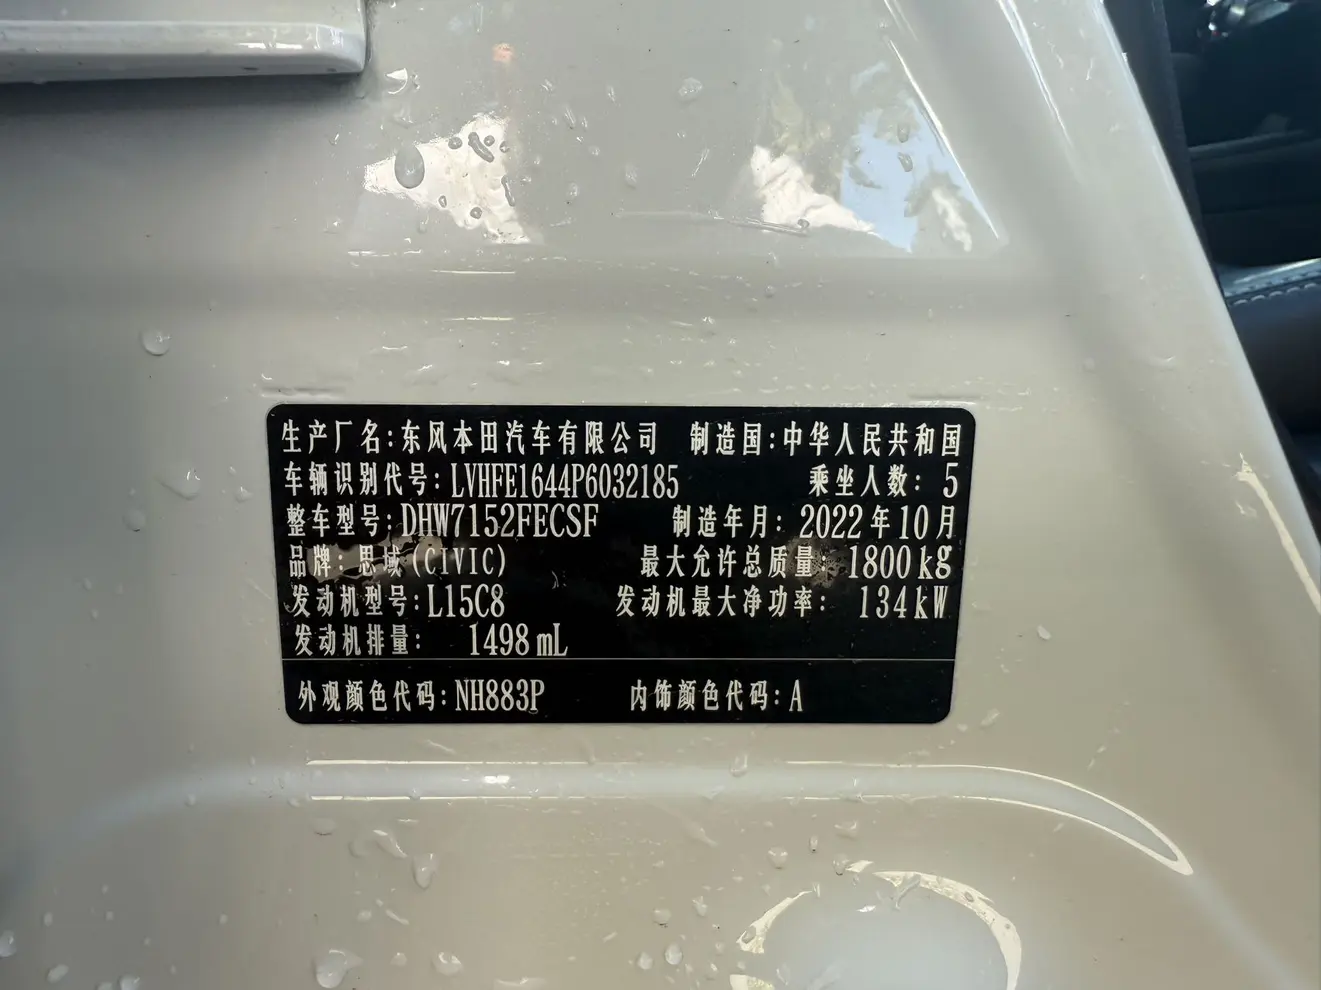 生产厂名:东风本田汽车有限公司 制造国:中华人民共和国
车辆识别代号:LVHFE1644P6032185 乘坐人数: 5
整车型号:DHW7152FECSF 制造年月: 2022年10月
品牌: 思域(CIVIC) 最大允许总质量: 1800kg
发动机型号:L15C8 发动机最大净功率: 134kW
发动机排量: 1498mL
外观颜色代码:NH883P 内饰颜色代码:A